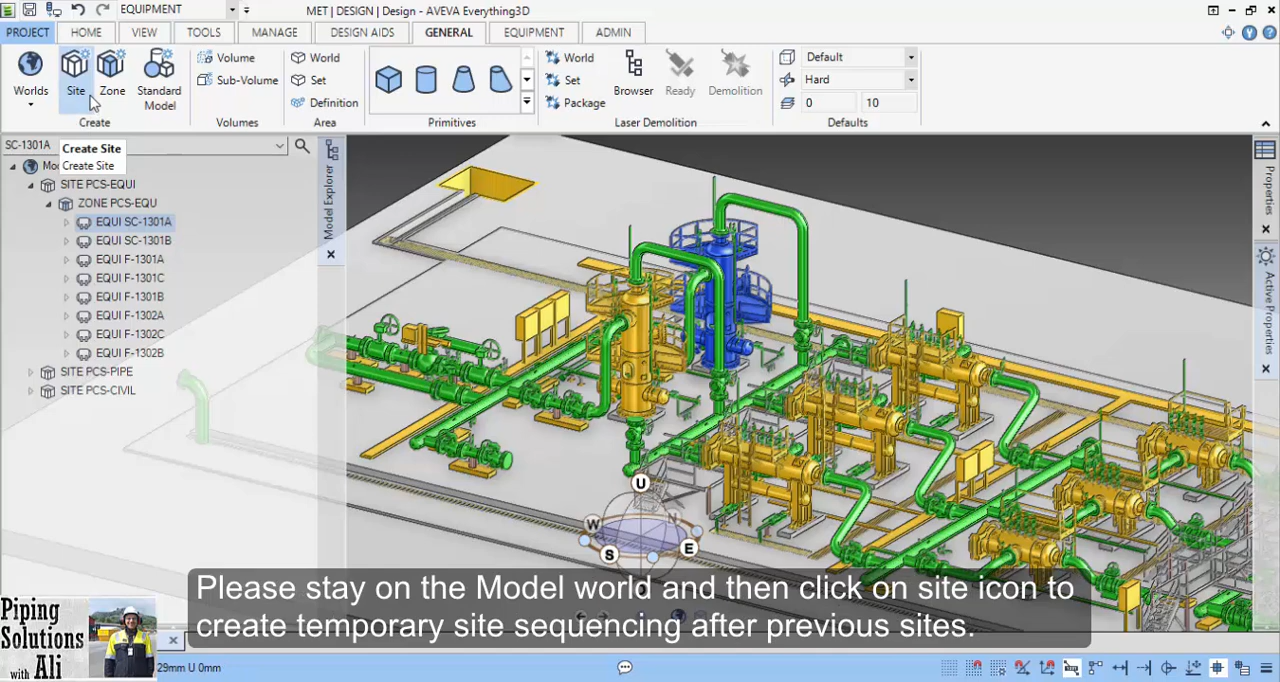 EQUIPMENT
MET | DESIGN | Design - AVEVA Everything3D
PROJECT HOME VIEW TOOLS MANAGE DESIGN AIDS GENERAL EQUIPMENT ADMIN
Worlds
Site
Zone
Standard
Model
Create
Volume
Sub-Volume
Volumes
World
Set
Definition
Area
Primitives
World
Set
Package
Browser
Ready
Demolition
Laser Demolition
Default
Hard
0 10
Defaults
SC-1301A
Create Site
Create Site
SITE PCS-EQUI
ZONE PCS-EQU
EQUI SC-1301A
EQUI SC-1301B
EQUI F-1301A
EQUI F-1301C
EQUI F-1301B
EQUI F-1302A
EQUI F-1302C
EQUI F-1302B
SITE PCS-PIPE
SITE PCS-CIVIL
Model Explorer
Properties
Active Properties
U
W
N
S
E
Please stay on the Model world and then click on site icon to
create temporary site sequencing after previous sites.
Piping
Solutions
with Ali
29mm U 0mm